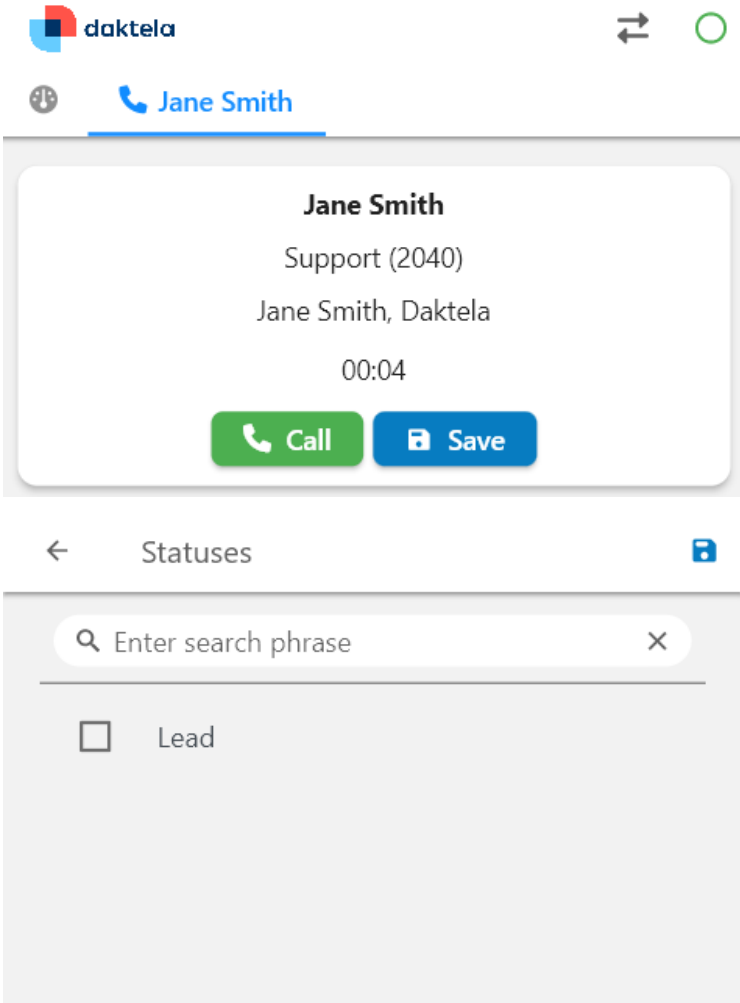 daktela
Jane Smith
Jane Smith
Support (2040)
Jane Smith, Daktela
00:04
Call Save
Statuses
Enter search phrase
Lead